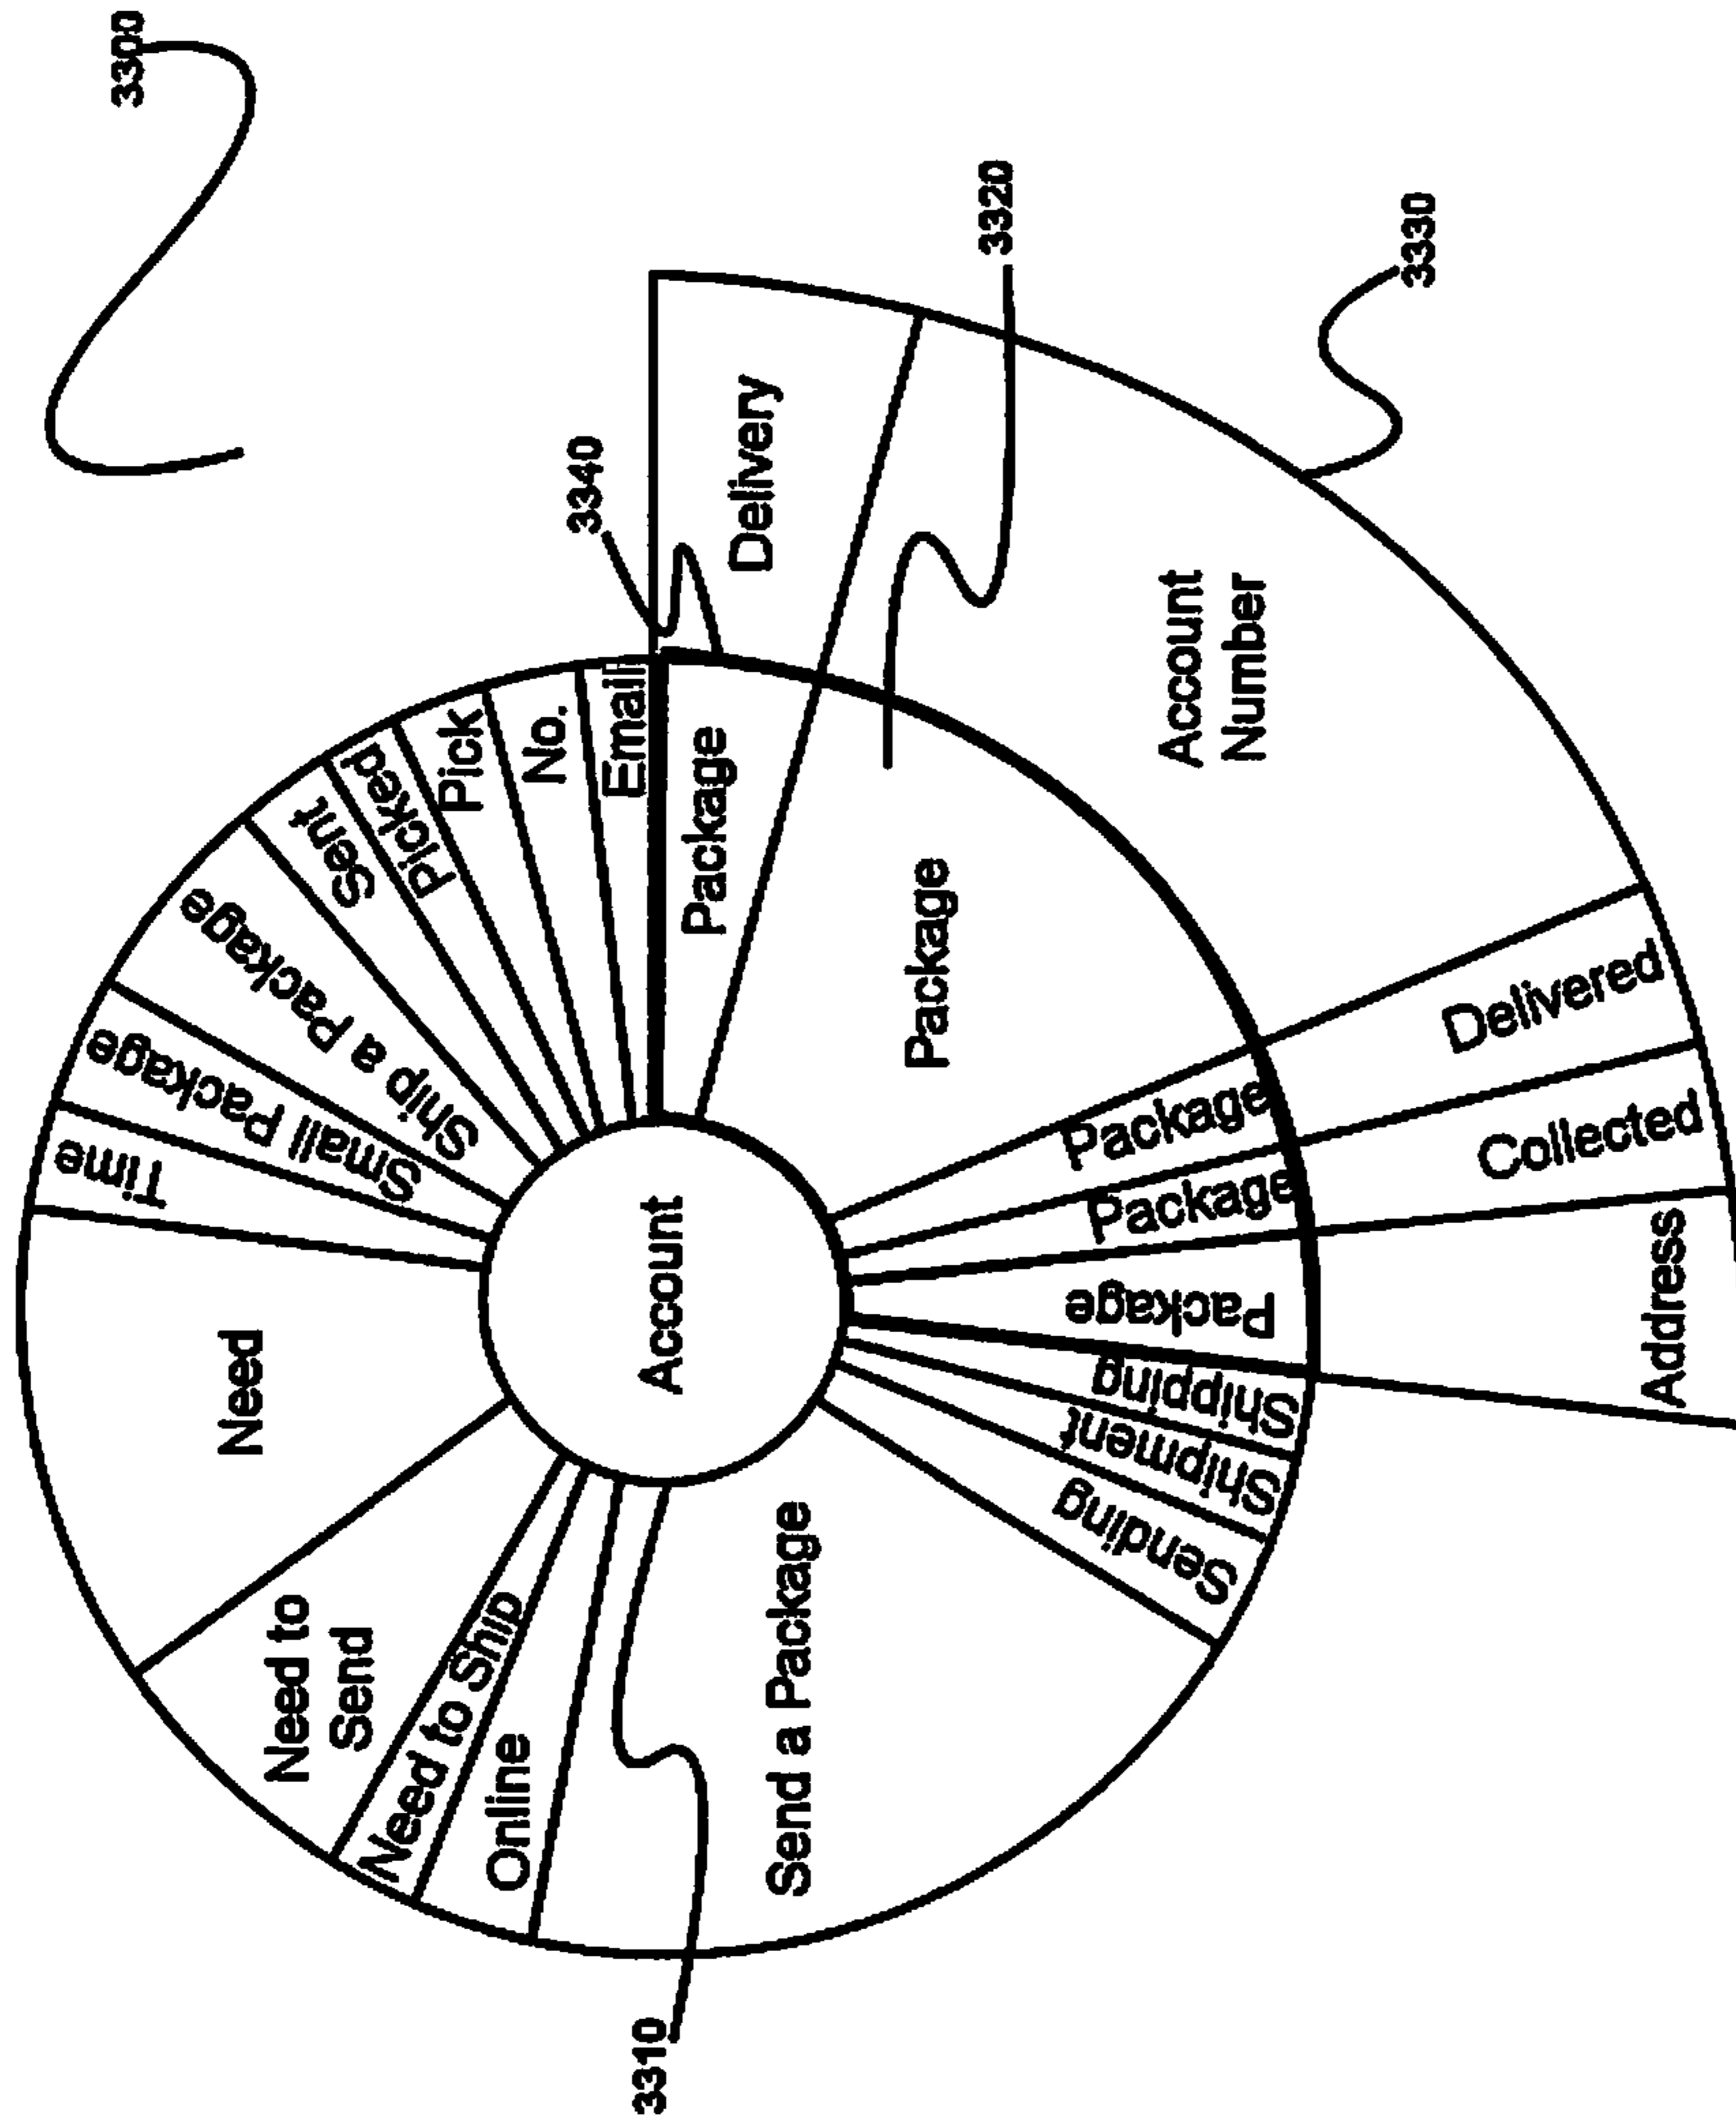 3300
3340
3320
3330
3310
Account
Email
No.
Pick
Picked
Sent
Ship a package
Small package
Time
Need
Need to
Send
Need to Ship
Online
Send a Package
Sending
Shipment
Shipping
Package
Package
Package
Package
Package
Delivery
Account
Number
Delivered
Collected
Address